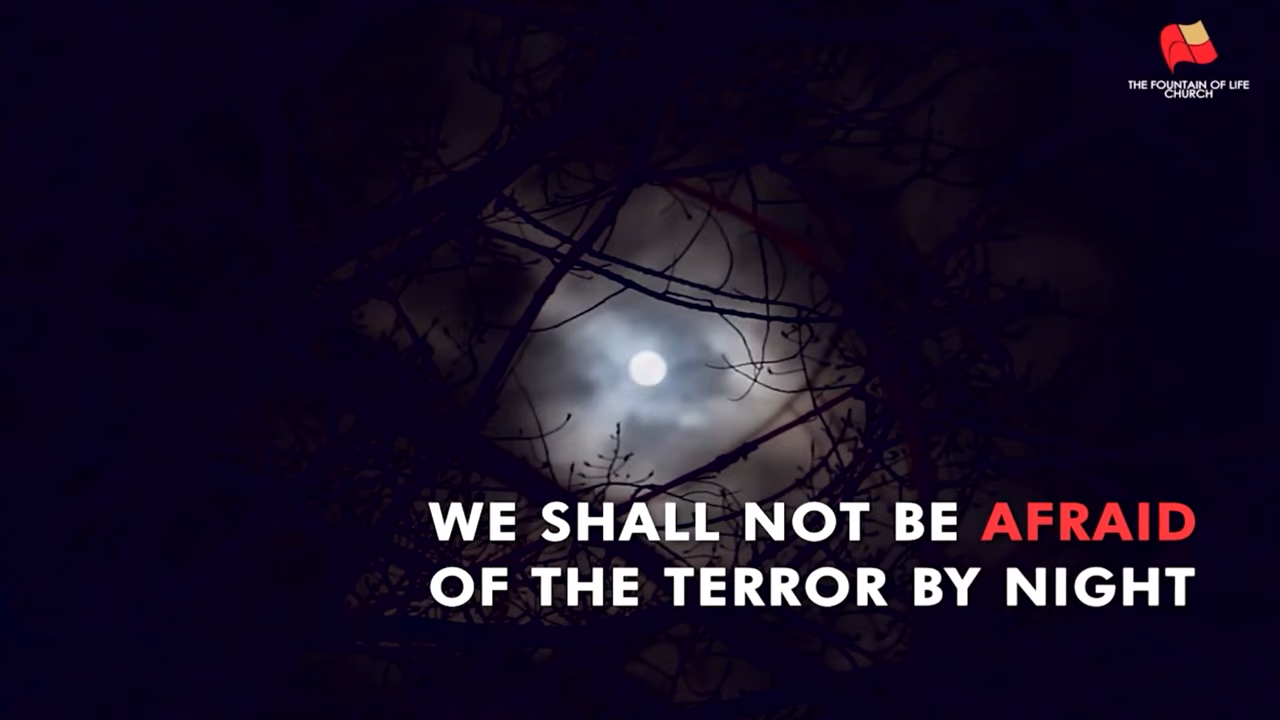 THE FOUNTAIN OF LIFE
CHURCH
WE SHALL NOT BE AFRAID
OF THE TERROR BY NIGHT